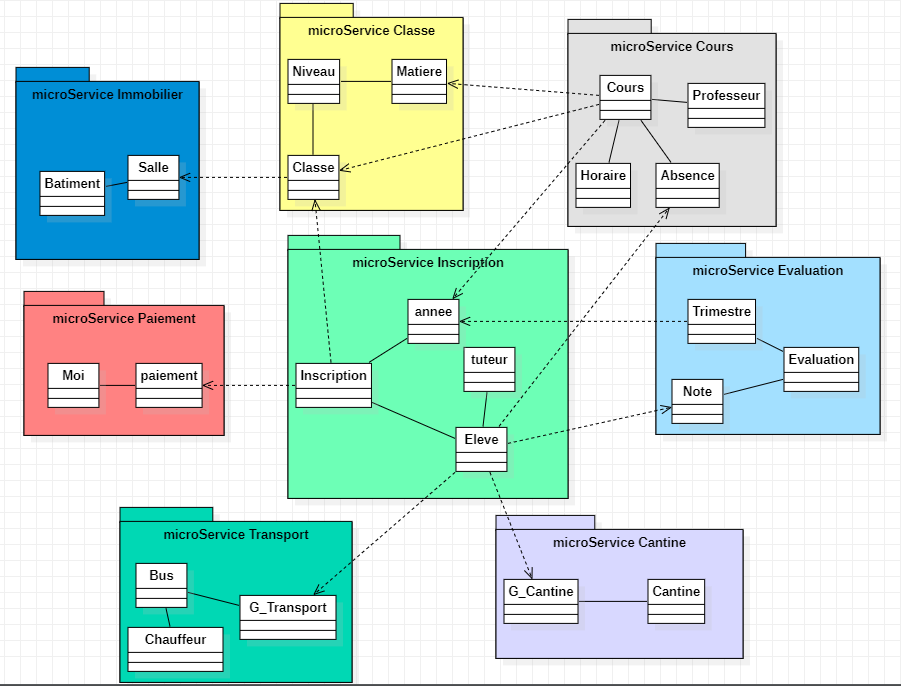 microService Classe
Niveau
Matiere
Classe
microService Cours
Cours
Professeur
Horaire
Absence
microService Immobilier
Batiment
Salle
microService Inscription
annee
tuteur
Inscription
Eleve
microService Evaluation
Trimestre
Evaluation
Note
microService Paiement
Moi
paiement
microService Transport
Bus
G_Transport
Chauffeur
microService Cantine
G_Cantine
Cantine